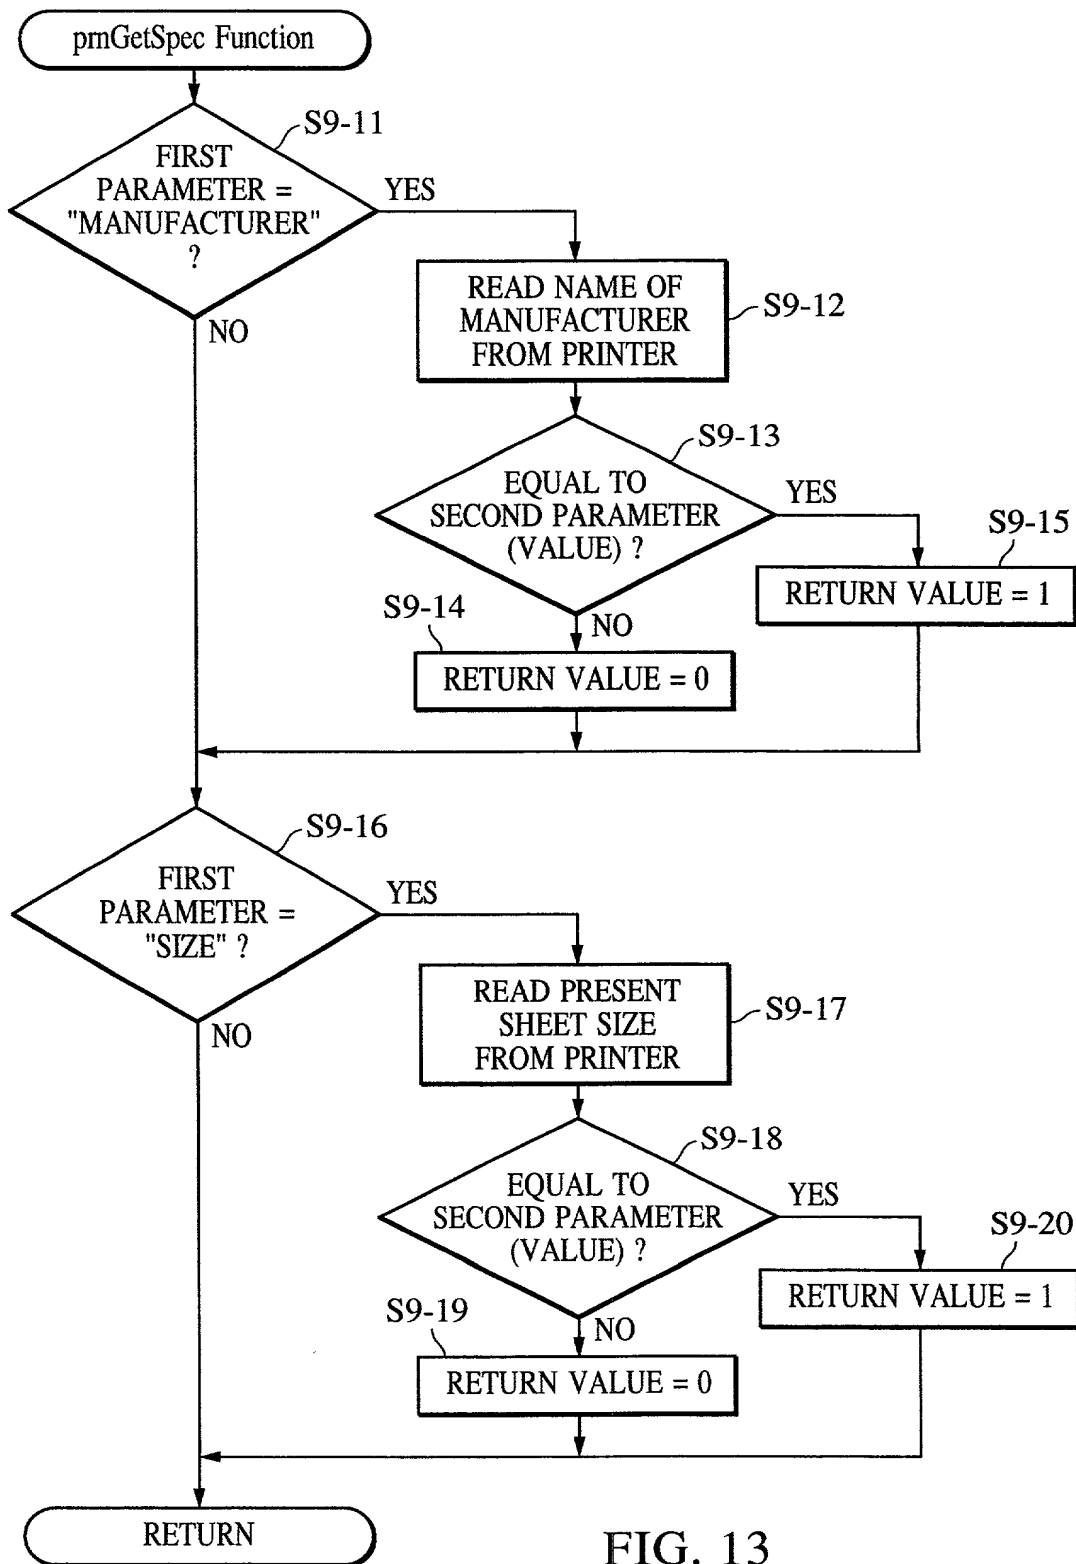 prnGetSpec Function
S9-11
FIRST
PARAMETER =
"MANUFACTURER"
?
YES
NO
READ NAME OF
MANUFACTURER
FROM PRINTER
S9-12
S9-13
EQUAL TO
SECOND PARAMETER
(VALUE) ?
YES
S9-15
RETURN VALUE = 1
NO
S9-14
RETURN VALUE = 0
S9-16
FIRST
PARAMETER =
"SIZE" ?
YES
NO
READ PRESENT
SHEET SIZE
FROM PRINTER
S9-17
S9-18
EQUAL TO
SECOND PARAMETER
(VALUE) ?
YES
S9-20
RETURN VALUE = 1
NO
S9-19
RETURN VALUE = 0
RETURN
FIG. 13